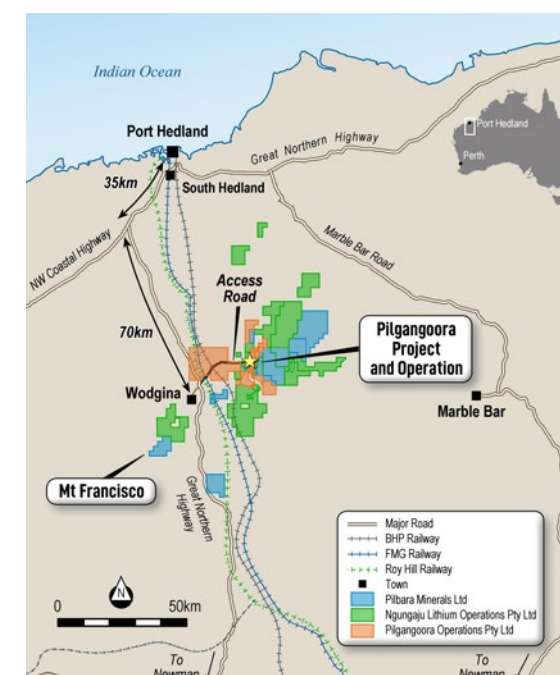 Indian Ocean
Port Hedland
South Hedland
35km
Great Northern Highway
Port Hedland
Perth
NW Coastal Highway
Marble Bar Road
Access
Road
70km
Pilgangoora
Project
and Operation
Wodgina
Marble Bar
Mt Francisco
Great Northern
Highway
Major Road
BHP Railway
FMG Railway
Roy Hill Railway
Town
Pilbara Minerals Ltd
Ngungaju Lithium Operations Pty Ltd
Pilgangoora Operations Pty Ltd
N
0 50km
To
Newman
To
Newman